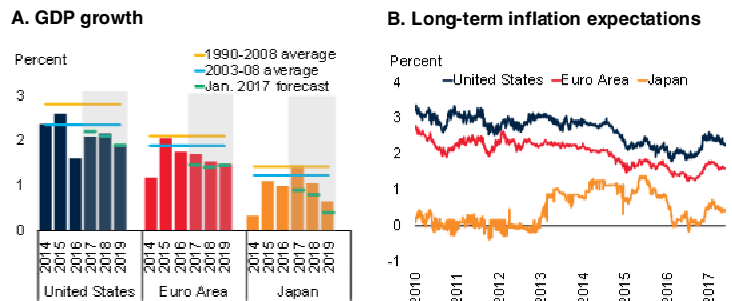 A. GDP growth
Percent
1990-2008 average
2003-08 average
Jan. 2017 forecast
3
2
1
0
2014 2015 2016 2017 2018 2019 2014 2015 2016 2017 2018 2019 2014 2015 2016 2017 2018 2019
United States Euro Area Japan
B. Long-term inflation expectations
Percent
United States Euro Area Japan
4
3
2
1
0
-1
2010 2011 2012 2013 2014 2015 2016 2017